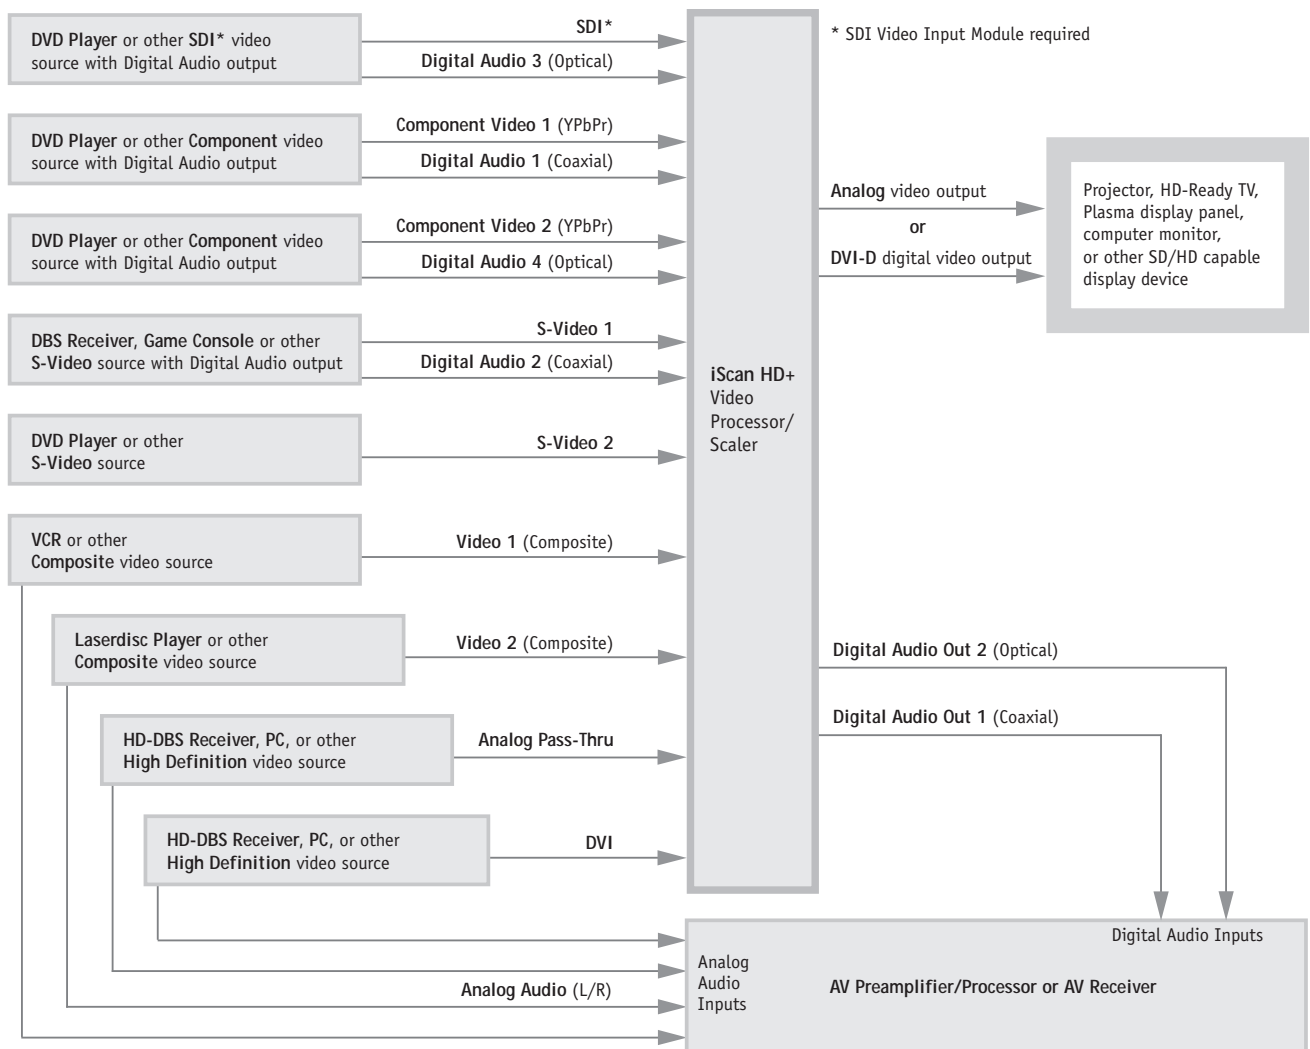 DVD Player or other SDI* video
source with Digital Audio output
SDI*
Digital Audio 3 (Optical)
* SDI Video Input Module required
DVD Player or other Component video
source with Digital Audio output
Component Video 1 (YPbPr)
Digital Audio 1 (Coaxial)
DVD Player or other Component video
source with Digital Audio output
Component Video 2 (YPbPr)
Digital Audio 4 (Optical)
Analog video output
or
DVI-D digital video output
Projector, HD-Ready TV,
Plasma display panel,
computer monitor,
or other SD/HD capable
display device
DBS Receiver, Game Console or other
S-Video source with Digital Audio output
S-Video 1
Digital Audio 2 (Coaxial)
iScan HD+
Video
Processor/
Scaler
DVD Player or other
S-Video source
S-Video 2
VCR or other
Composite video source
Video 1 (Composite)
Laserdisc Player or other
Composite video source
Video 2 (Composite)
Digital Audio Out 2 (Optical)
Digital Audio Out 1 (Coaxial)
HD-DBS Receiver, PC, or other
High Definition video source
Analog Pass-Thru
HD-DBS Receiver, PC, or other
High Definition video source
DVI
Digital Audio Inputs
Analog
Audio
Inputs
Analog Audio (L/R)
AV Preamplifier/Processor or AV Receiver